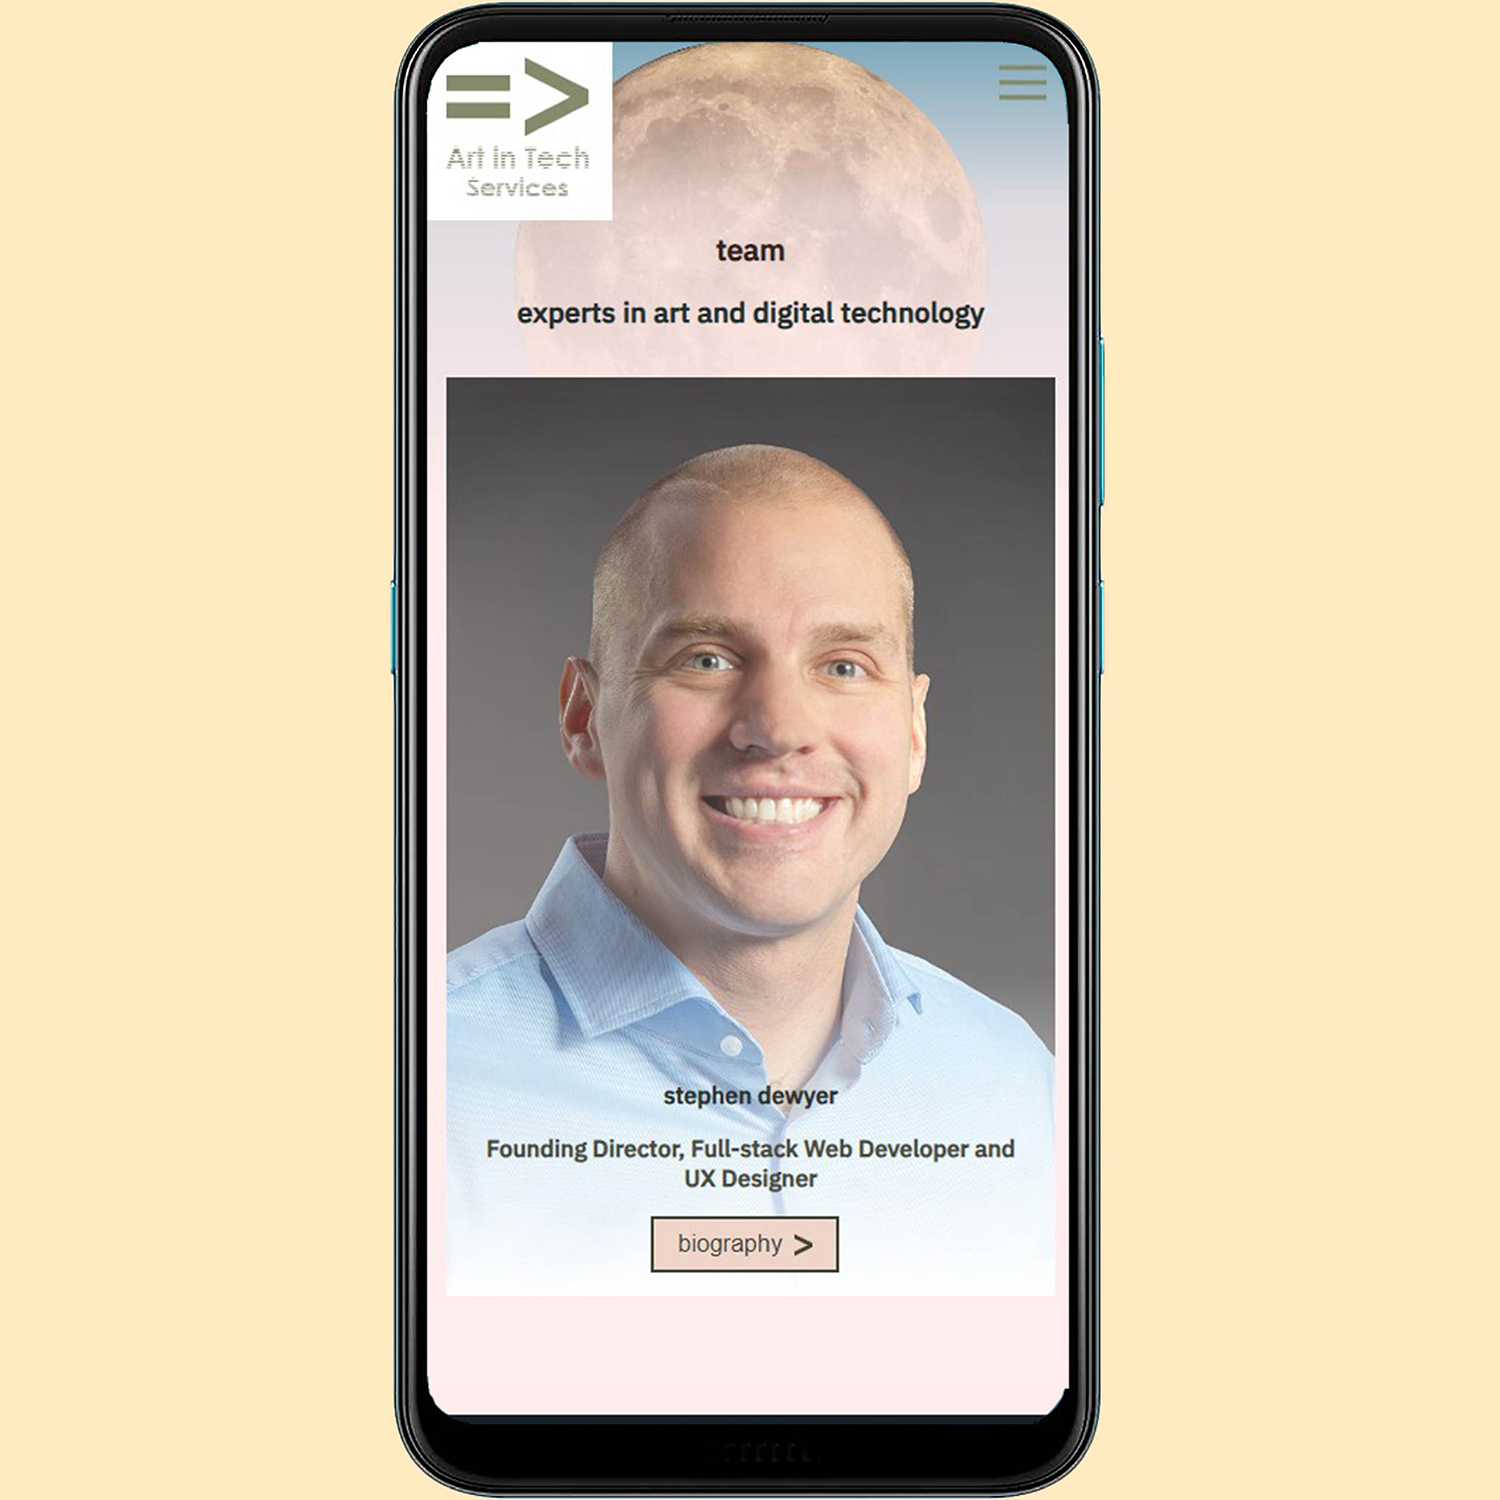 =>
Art in Tech
Services
team
experts in art and digital technology
stephen dewyer
Founding Director, Full-stack Web Developer and
UX Designer
biography >